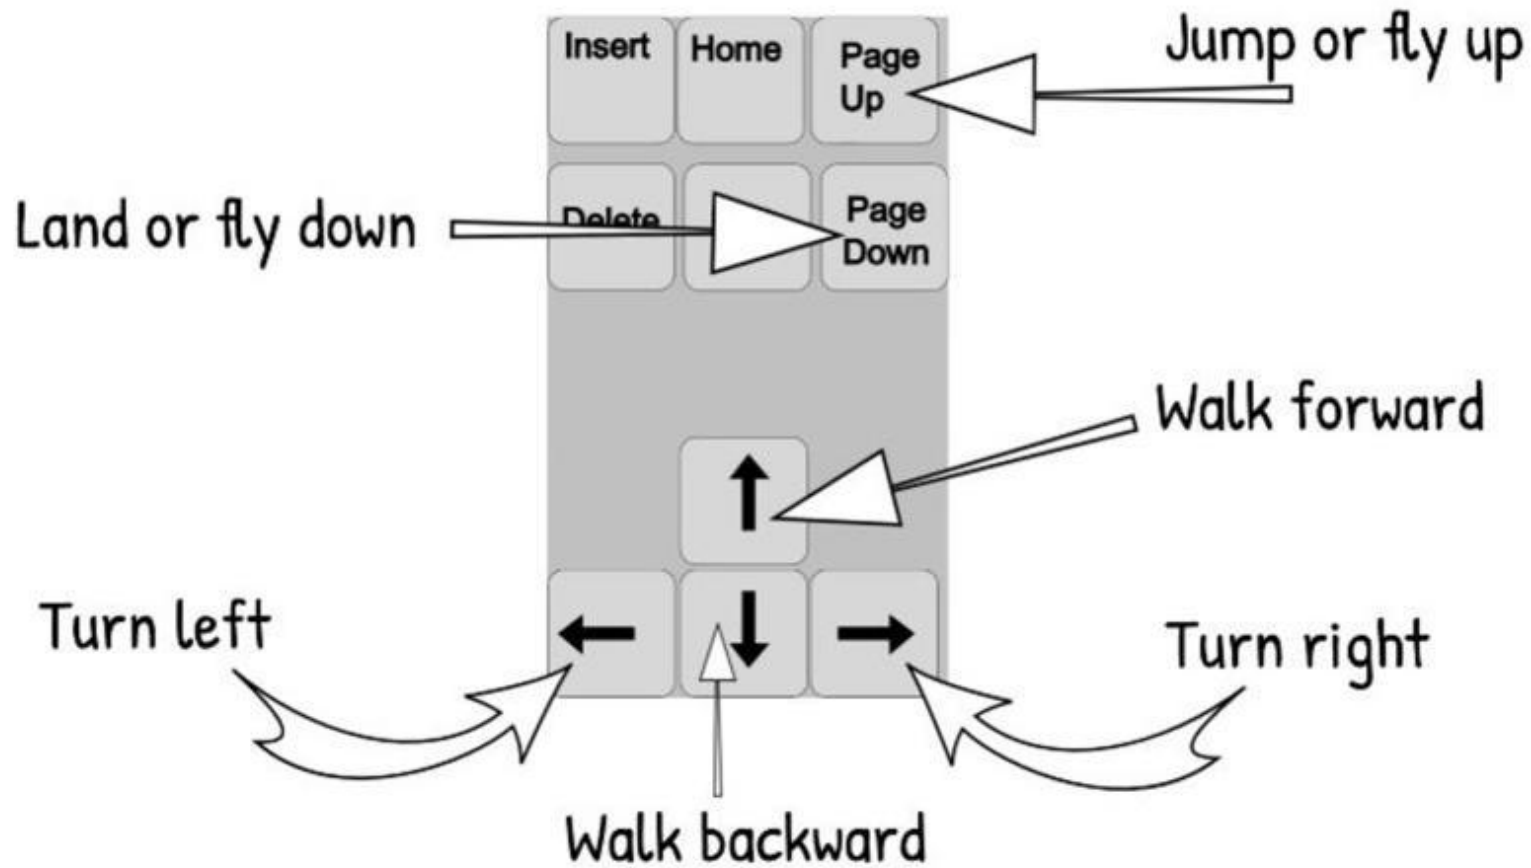 Jump or fly up
Insert
Home
Page
Up
Land or fly down
Delete
Page
Down
Walk forward
Turn left
Turn right
Walk backward